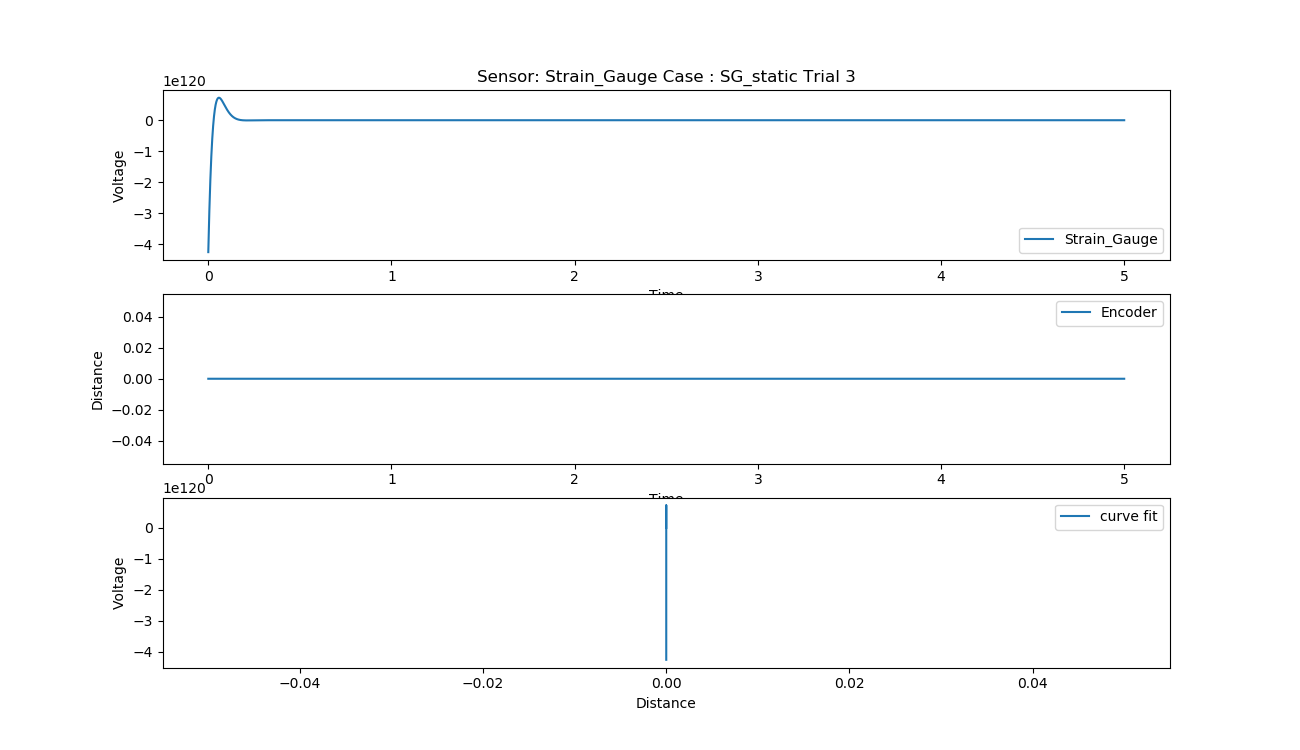 Sensor: Strain_Gauge Case : SG_static Trial 3
1e120
0
−1
−2
−3
−4
Voltage
Strain_Gauge
0 1 2 3 4 5
Time
0.04
0.02
0.00
−0.02
−0.04
Distance
Encoder
0 1 2 3 4 5
Time
1e120
0
−1
−2
−3
−4
Voltage
curve fit
−0.04 −0.02 0.00 0.02 0.04
Distance